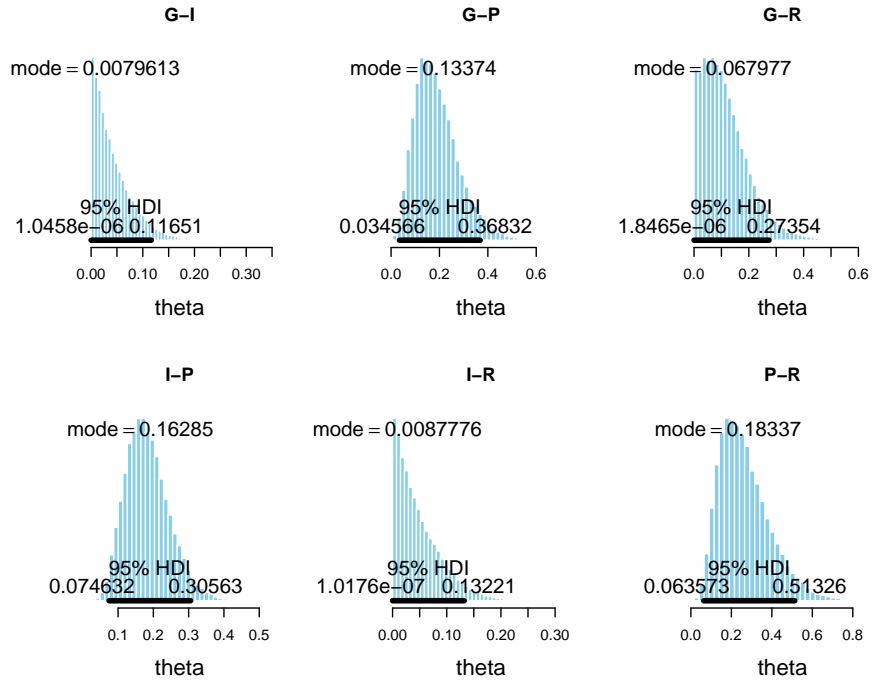 G–I
mode = 0.0079613
95% HDI
1.0458e−06 0.11651
0.00 0.10 0.20 0.30
theta
G–P
mode = 0.13374
95% HDI
0.034566 0.36832
0.0 0.2 0.4 0.6
theta
G–R
mode = 0.067977
95% HDI
1.8465e−06 0.27354
0.0 0.2 0.4 0.6
theta
I–P
mode = 0.16285
95% HDI
0.074632 0.30563
0.1 0.2 0.3 0.4 0.5
theta
I–R
mode = 0.0087776
95% HDI
1.0176e−07 0.13221
0.00 0.10 0.20 0.30
theta
P–R
mode = 0.18337
95% HDI
0.063573 0.51326
0.0 0.2 0.4 0.6 0.8
theta